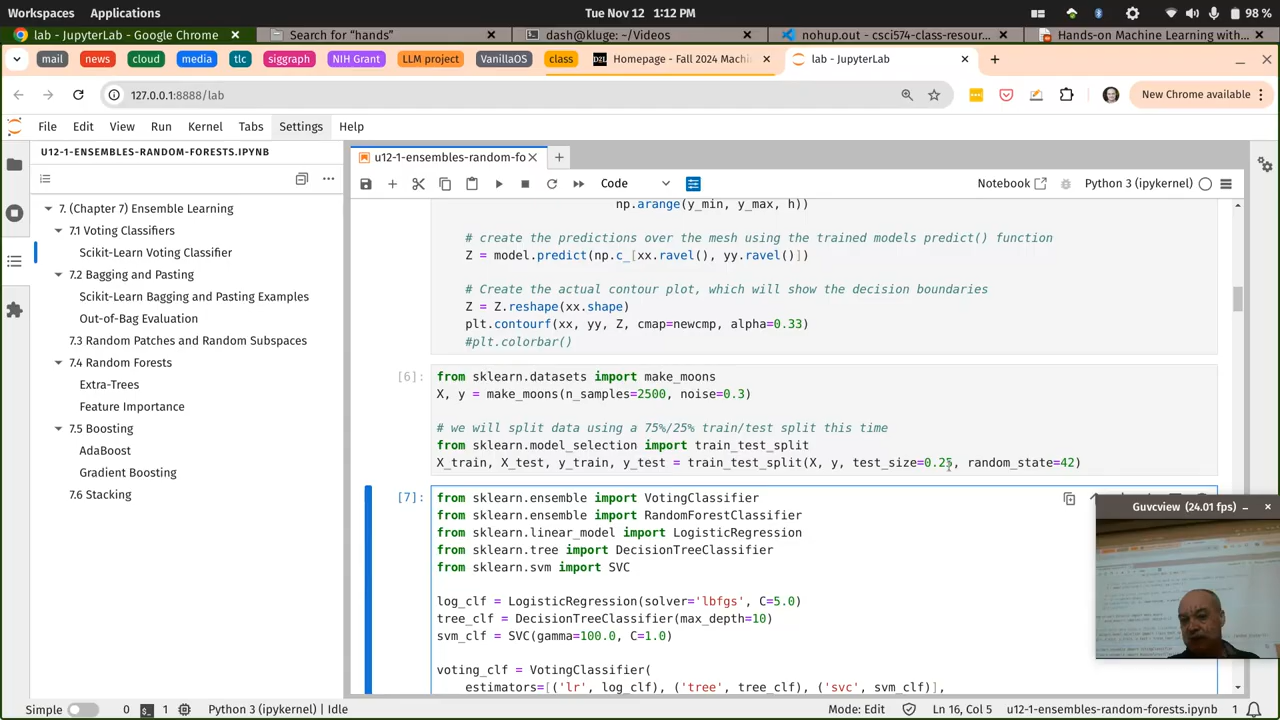 Workspaces Applications Tue Nov 12 1:12 PM 98 %
lab - JupyterLab - Google Chrome × Search for “hands” × dash@kluge: ~/Videos × nohup.out - csci574-class-resour... × Hands-on Machine Learning with... ×
mail news cloud media tlc siggraph NIH Grant LLM project VanillaOS class Homepage - Fall 2024 Machi × lab - JupyterLab ×
127.0.0.1:8888/lab New Chrome available
File Edit View Run Kernel Tabs Settings Help
U12-1-ENSEMBLES-RANDOM-FORESTS.IPYNB
u12-1-ensembles-random-fo ×
Code Notebook Python 3 (ipykernel)
7. (Chapter 7) Ensemble Learning
7.1 Voting Classifiers
Scikit-Learn Voting Classifier
7.2 Bagging and Pasting
Scikit-Learn Bagging and Pasting Examples
Out-of-Bag Evaluation
7.3 Random Patches and Random Subspaces
7.4 Random Forests
Extra-Trees
Feature Importance
7.5 Boosting
AdaBoost
Gradient Boosting
7.6 Stacking
np.arange(y_min, y_max, h))
# create the predictions over the mesh using the trained models predict() function
Z = model.predict(np.c_[xx.ravel(), yy.ravel()])
# Create the actual contour plot, which will show the decision boundaries
Z = Z.reshape(xx.shape)
plt.contourf(xx, yy, Z, cmap=newcmp, alpha=0.33)
#plt.colorbar()
[6]: from sklearn.datasets import make_moons
X, y = make_moons(n_samples=2500, noise=0.3)
# we will split data using a 75%/25% train/test split this time
from sklearn.model_selection import train_test_split
X_train, X_test, y_train, y_test = train_test_split(X, y, test_size=0.25, random_state=42)
[7]: from sklearn.ensemble import VotingClassifier
from sklearn.ensemble import RandomForestClassifier
from sklearn.linear_model import LogisticRegression
from sklearn.tree import DecisionTreeClassifier
from sklearn.svm import SVC
log_clf = LogisticRegression(solver='lbfgs', C=5.0)
tree_clf = DecisionTreeClassifier(max_depth=10)
svm_clf = SVC(gamma=100.0, C=1.0)
voting_clf = VotingClassifier(
estimators=[('lr', log_clf), ('tree', tree_clf), ('svc', svm_clf)],
Guvcview (24.01 fps)
Simple 0 1 Python 3 (ipykernel) | Idle Mode: Edit Ln 16, Col 5 u12-1-ensembles-random-forests.ipynb 1